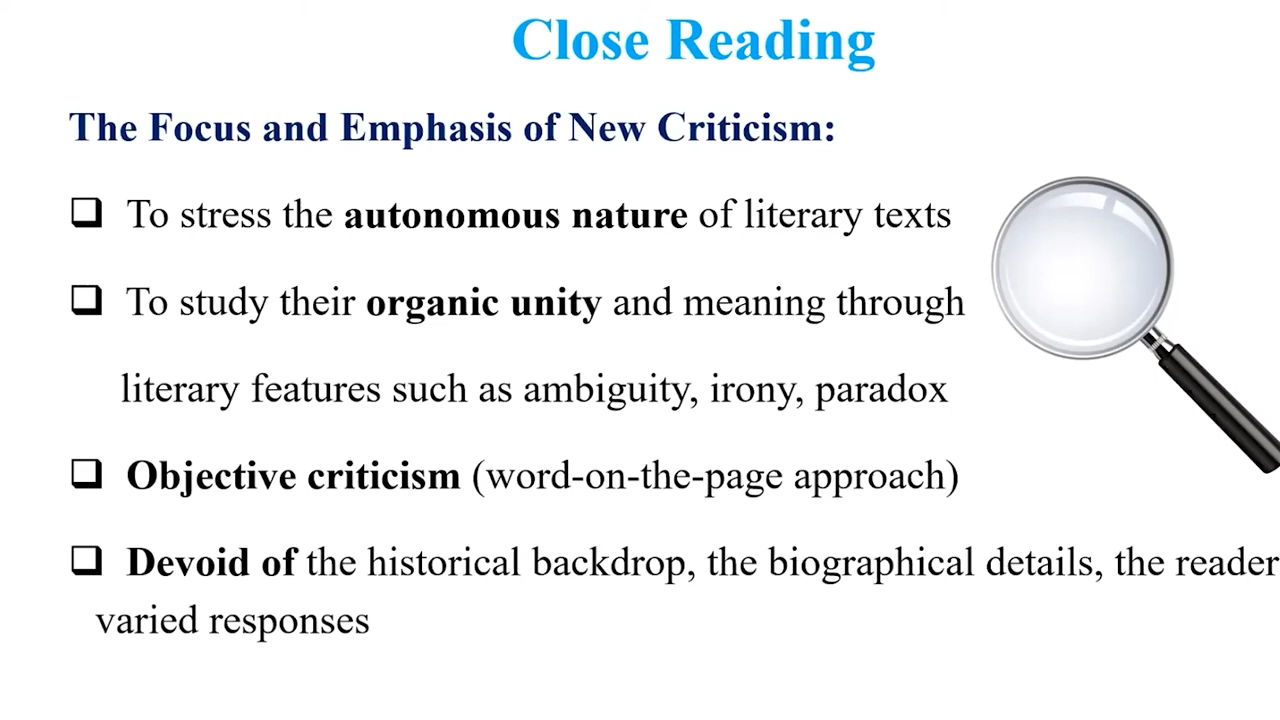 Close Reading
The Focus and Emphasis of New Criticism:
❑ To stress the autonomous nature of literary texts
❑ To study their organic unity and meaning through
literary features such as ambiguity, irony, paradox
❑ Objective criticism (word-on-the-page approach)
❑ Devoid of the historical backdrop, the biographical details, the reader
varied responses